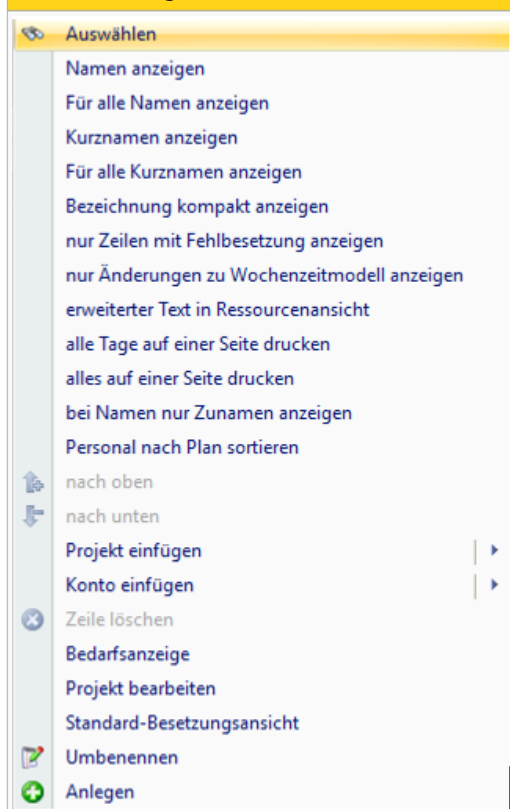 Auswählen
Namen anzeigen
Für alle Namen anzeigen
Kurznamen anzeigen
Für alle Kurznamen anzeigen
Bezeichnung kompakt anzeigen
nur Zeilen mit Fehlbesetzung anzeigen
nur Änderungen zu Wochenzeitmodell anzeigen
erweiterter Text in Ressourcenansicht
alle Tage auf einer Seite drucken
alles auf einer Seite drucken
bei Namen nur Zunamen anzeigen
Personal nach Plan sortieren
nach oben
nach unten
Projekt einfügen
Konto einfügen
Zeile löschen
Bedarfsanzeige
Projekt bearbeiten
Standard-Besetzungsansicht
Umbenennen
Anlegen